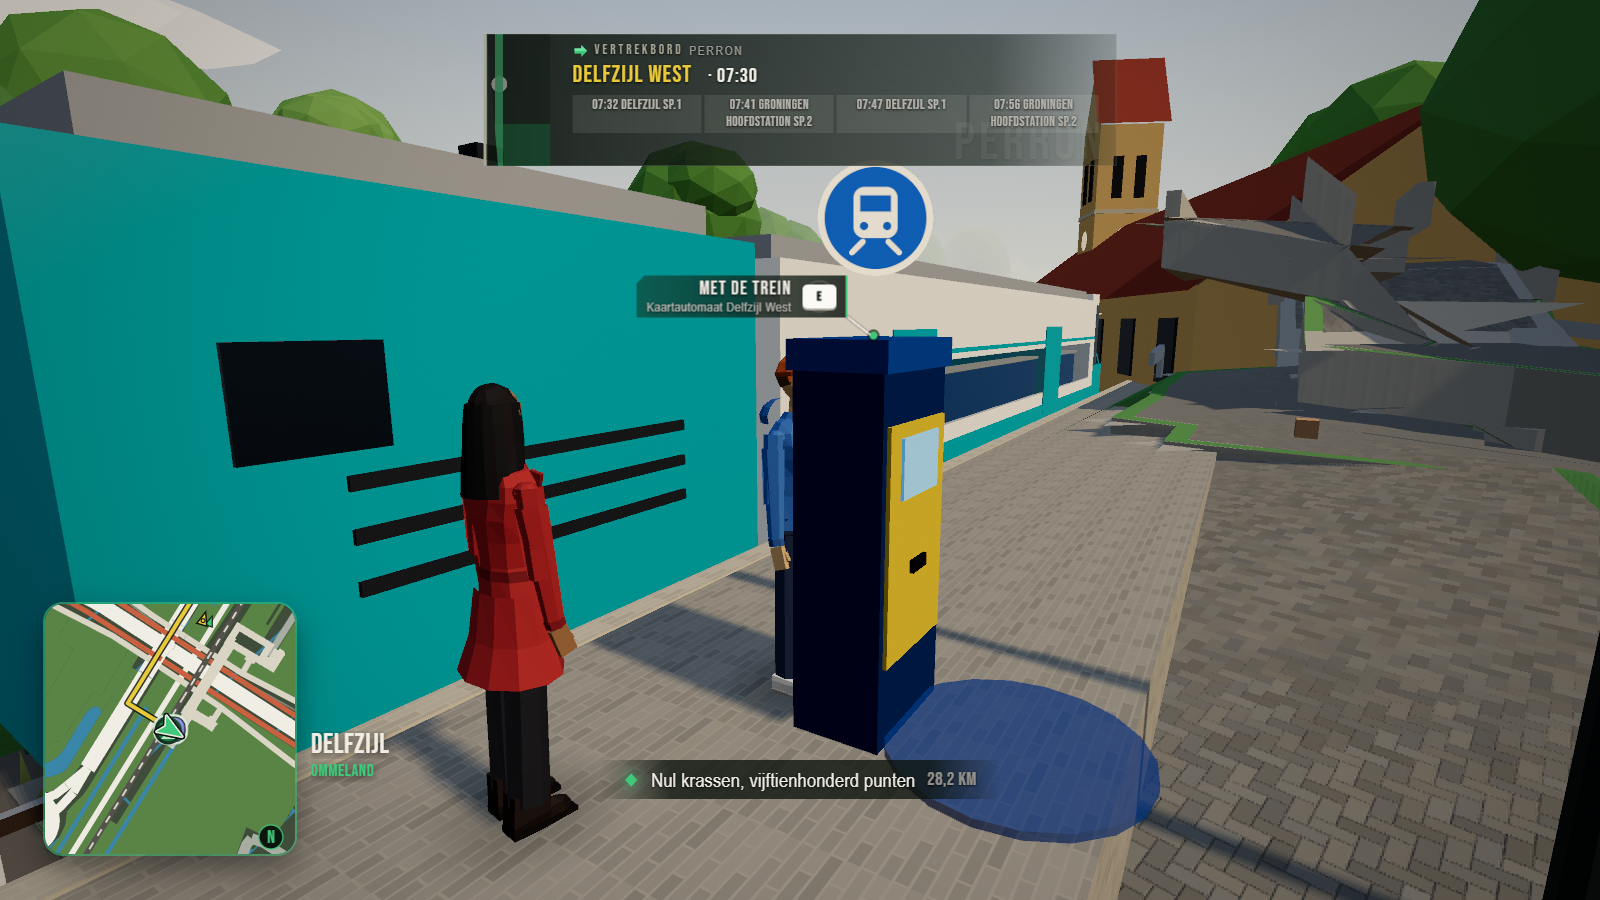 VERTREKBORD PERRON
DELFZIJL WEST · 07:30
07:32 DELFZIJL SP.1
07:41 GRONINGEN HOOFDSTATION SP.2
07:47 DELFZIJL SP.1
07:56 GRONINGEN HOOFDSTATION SP.2
PERRON
MET DE TREIN
Kaartautomaat Delfzijl West
E
DELFZIJL
OMMELAND
N
Nul krassen, vijftienhonderd punten 28,2 KM